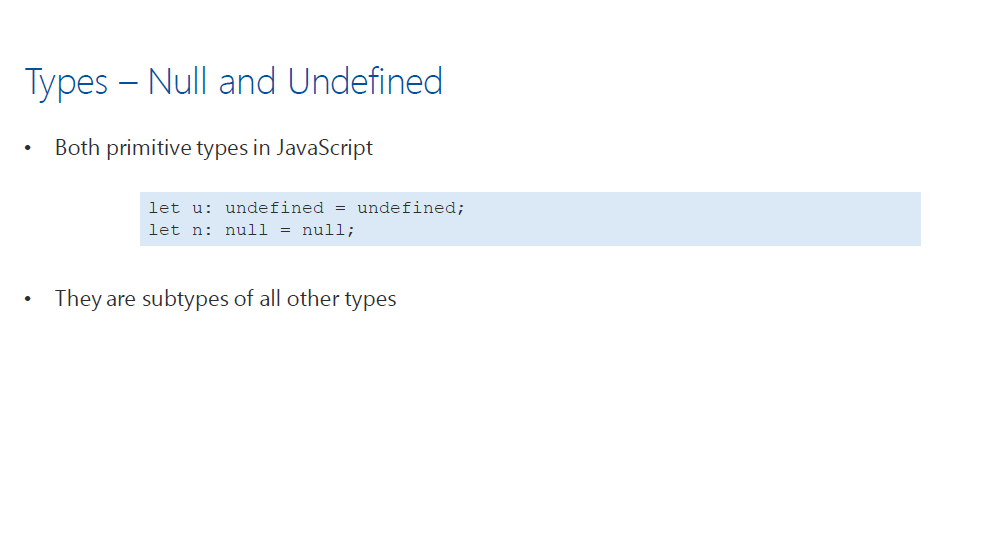 Types – Null and Undefined
• Both primitive types in JavaScript
let u: undefined = undefined;
let n: null = null;
• They are subtypes of all other types